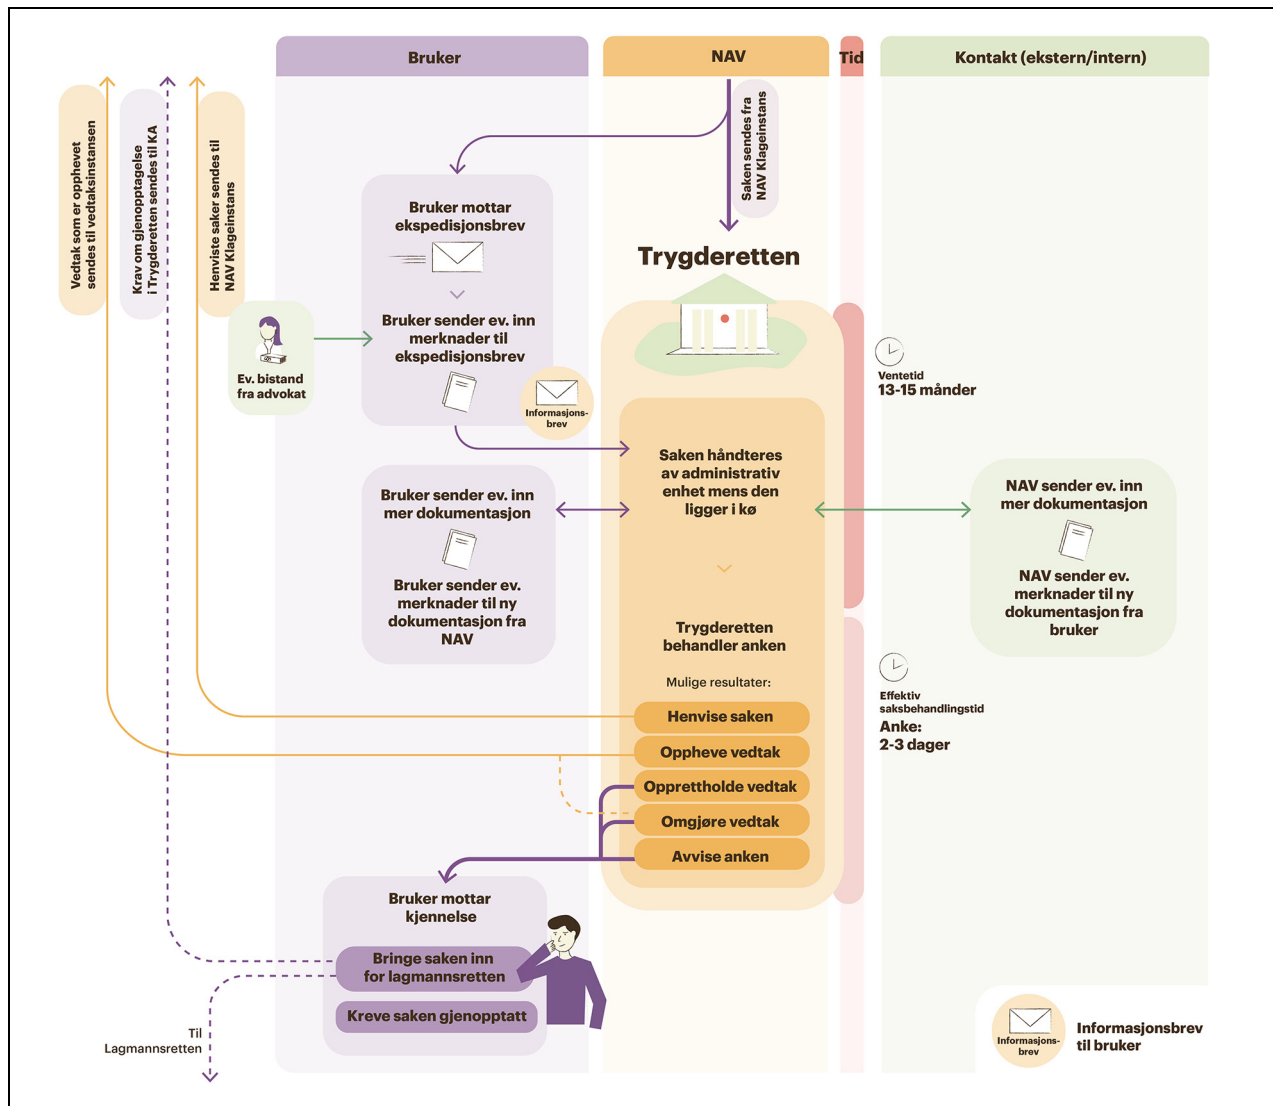 Bruker
NAV
Tid
Kontakt (ekstern/intern)
Vedtak som er opphevet
sendes til vedtaksinstansen
Krav om gjenopptagelse
i Trygderetten sendes til KA
Henviste saker sendes til
NAV Klageinstans
Saken sendes fra
NAV Klageinstans
Bruker mottar
ekspedisjonsbrev
Bruker sender ev. inn
merknader til
ekspedisjonsbrev
Ev. bistand
fra advokat
Informasjons-
brev
Trygderetten
Ventetid
13-15 månder
Saken håndteres
av administrativ
enhet mens den
ligger i kø
Bruker sender ev. inn
mer dokumentasjon
Bruker sender ev.
merknader til ny
dokumentasjon fra
NAV
NAV sender ev. inn
mer dokumentasjon
NAV sender ev.
merknader til ny
dokumentasjon fra
bruker
Trygderetten
behandler anken
Mulige resultater:
Henvise saken
Oppheve vedtak
Opprettholde vedtak
Omgjøre vedtak
Avvise anken
Effektiv
saksbehandlingstid
Anke:
2-3 dager
Bruker mottar
kjennelse
Bringe saken inn
for lagmannsretten
Kreve saken gjenopptatt
Til
Lagmannsretten
Informasjons-
brev
Informasjonsbrev
til bruker